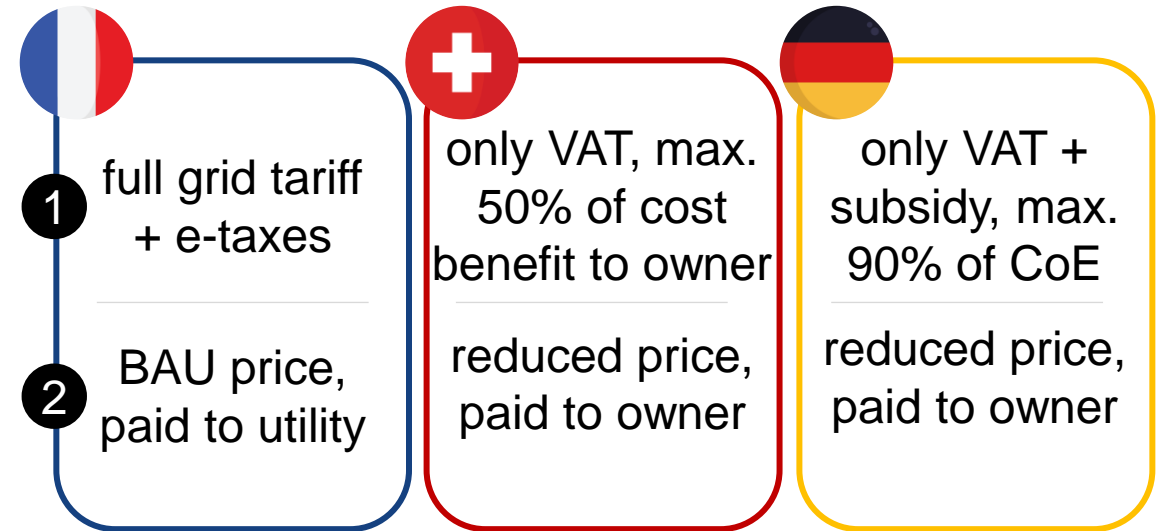 1
full grid tariff
+ e-taxes
2
BAU price,
paid to utility
only VAT, max.
50% of cost
benefit to owner
reduced price,
paid to owner
only VAT +
subsidy, max.
90% of CoE
reduced price,
paid to owner